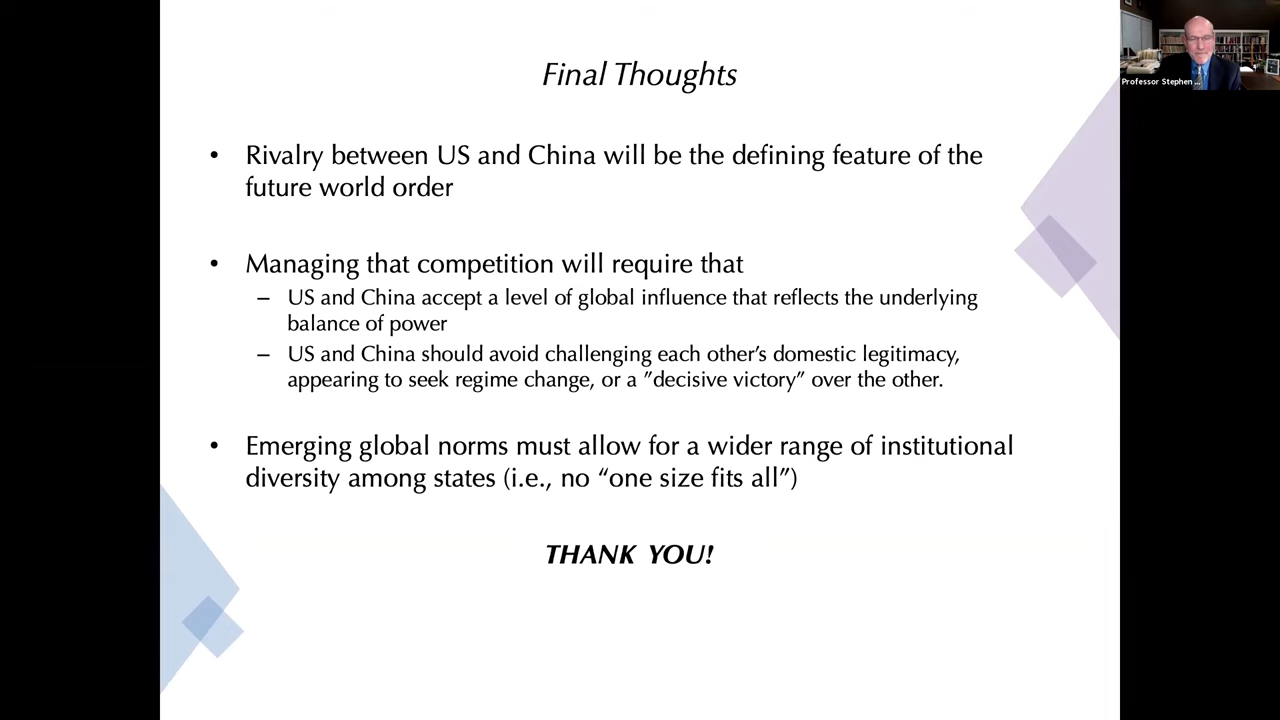 Final Thoughts
• Rivalry between US and China will be the defining feature of the
future world order
• Managing that competition will require that
– US and China accept a level of global influence that reflects the underlying
balance of power
– US and China should avoid challenging each other’s domestic legitimacy,
appearing to seek regime change, or a ”decisive victory” over the other.
• Emerging global norms must allow for a wider range of institutional
diversity among states (i.e., no “one size fits all”)
THANK YOU!
Professor Stephen ...